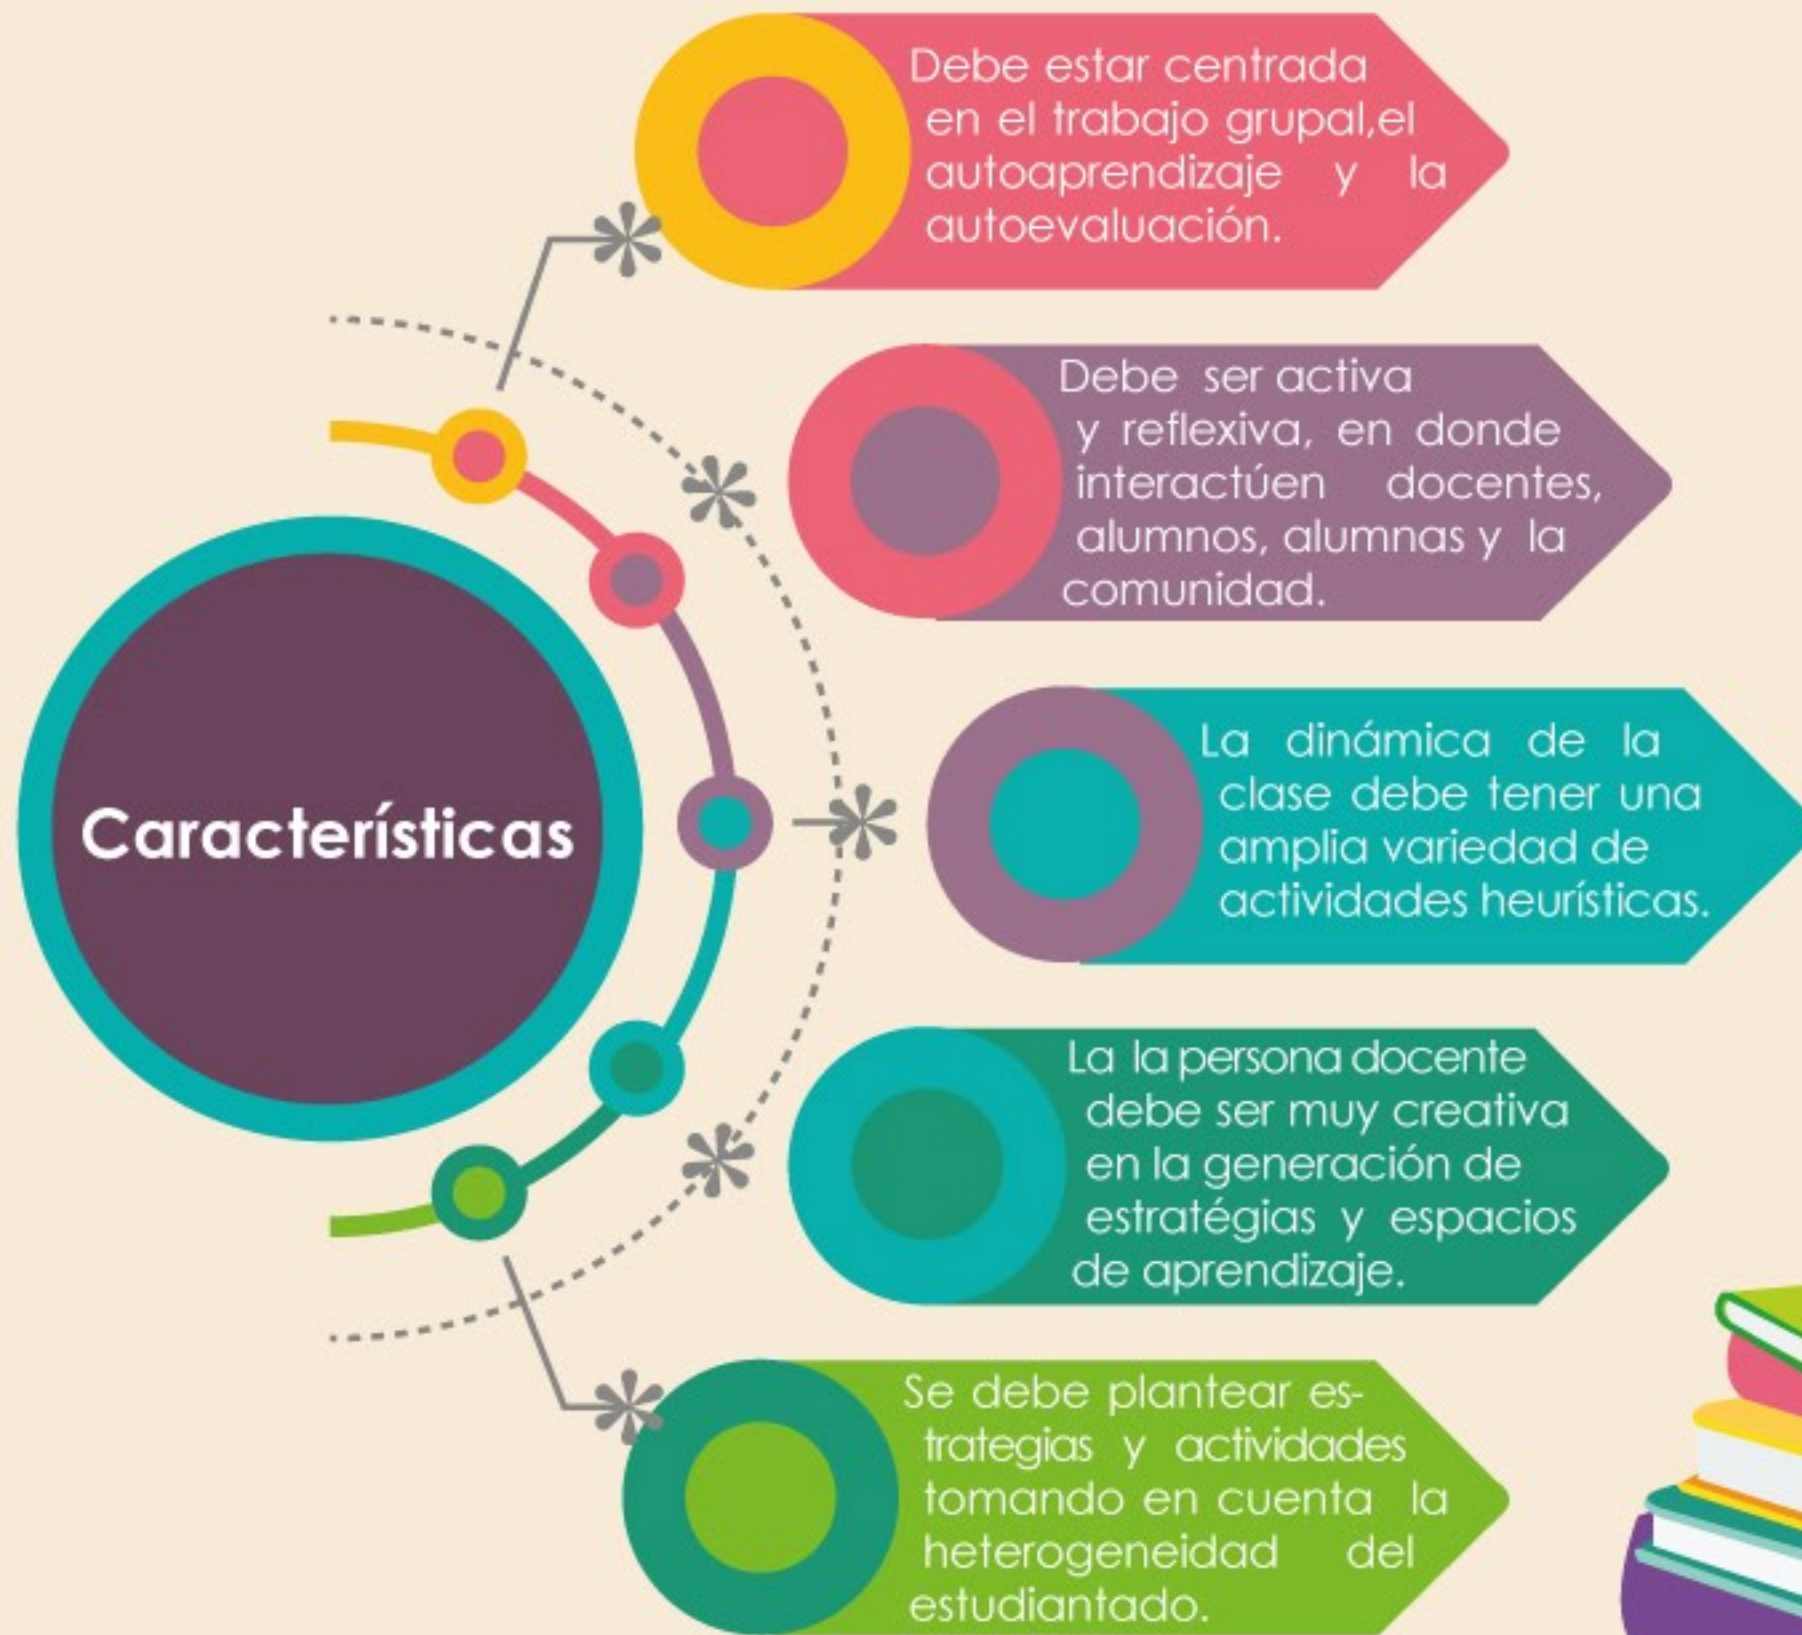 Debe estar centrada
en el trabajo grupal,el
autoaprendizaje y la
autoevaluación.
Debe ser activa
y reflexiva, en donde
interactúen docentes,
alumnos, alumnas y la
comunidad.
Características
La dinámica de la
clase debe tener una
amplia variedad de
actividades heurísticas.
La la persona docente
debe ser muy creativa
en la generación de
estratégias y espacios
de aprendizaje.
Se debe plantear es-
trategias y actividades
tomando en cuenta la
heterogeneidad del
estudiantado.